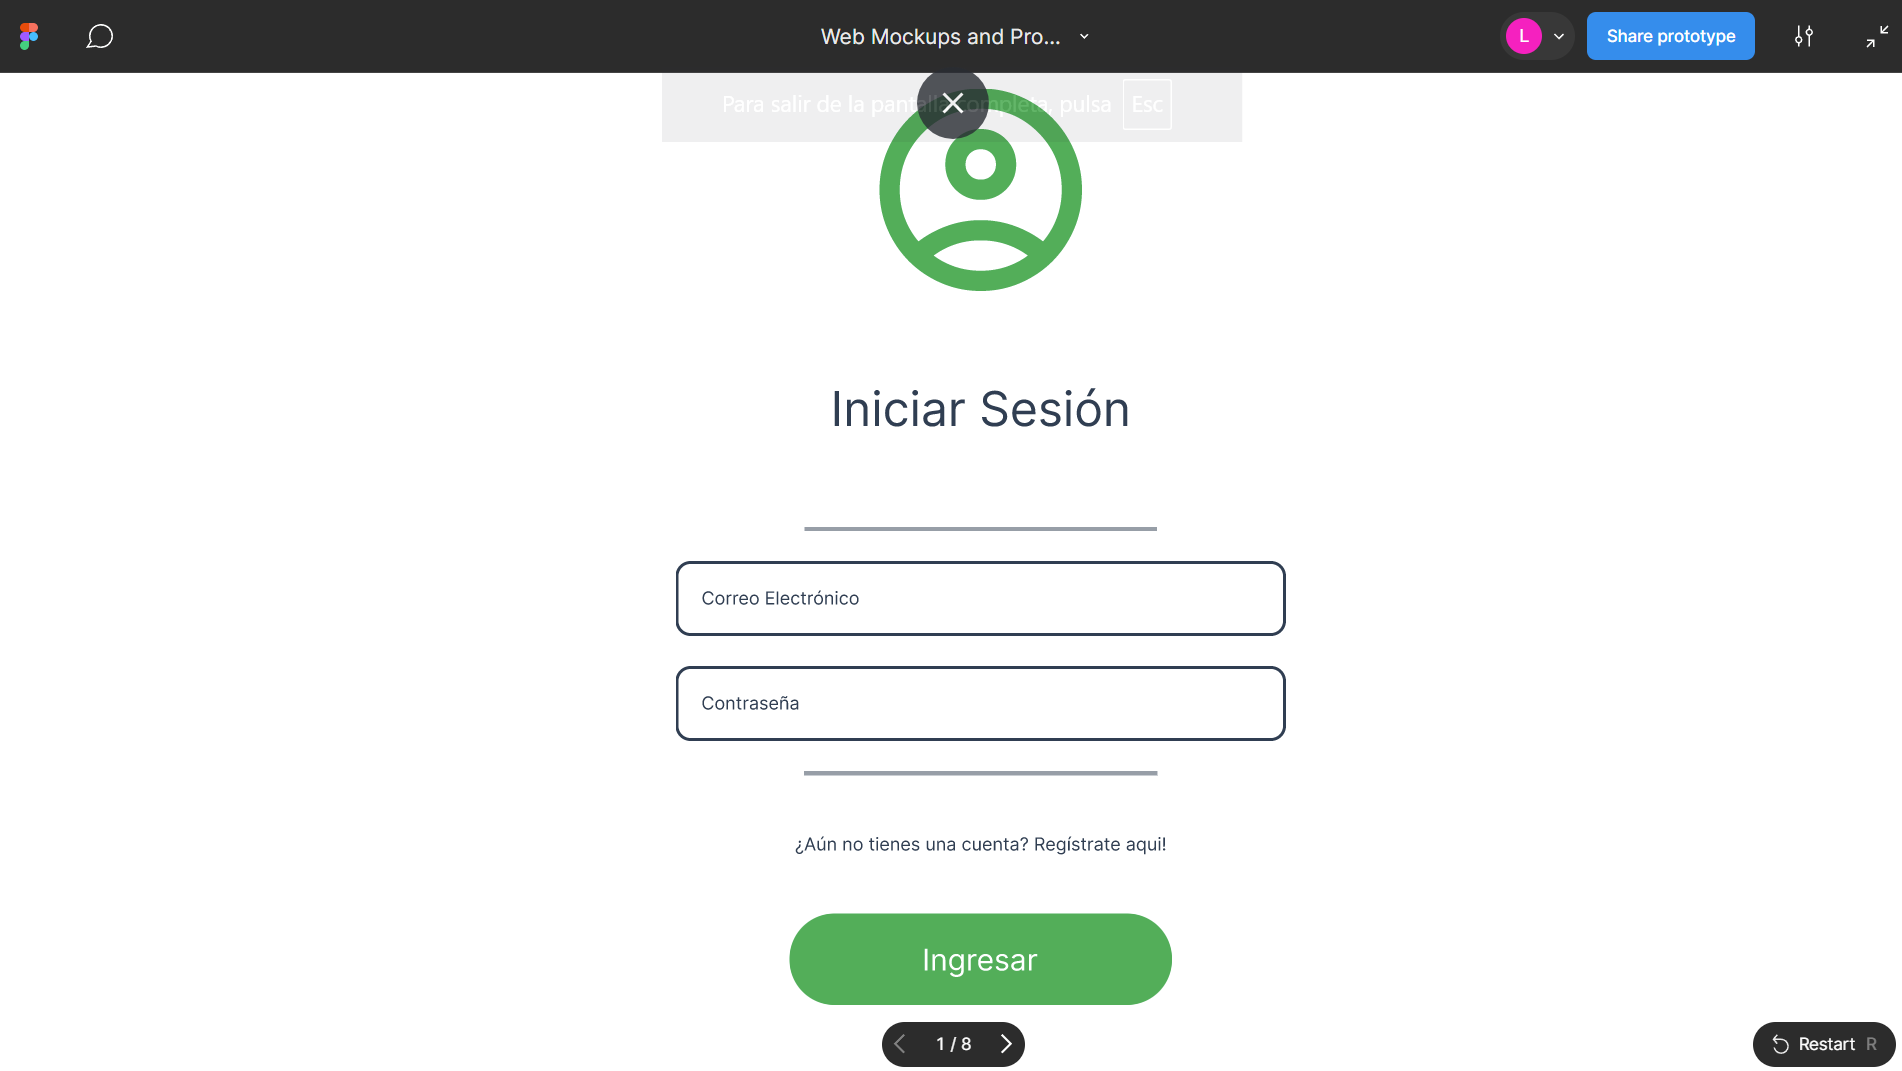 Web Mockups and Pro...
L
Share prototype
Para salir de la pantalla completa, pulsa Esc
Iniciar Sesión
Correo Electrónico
Contraseña
¿Aún no tienes una cuenta? Regístrate aqui!
Ingresar
1 / 8
Restart R